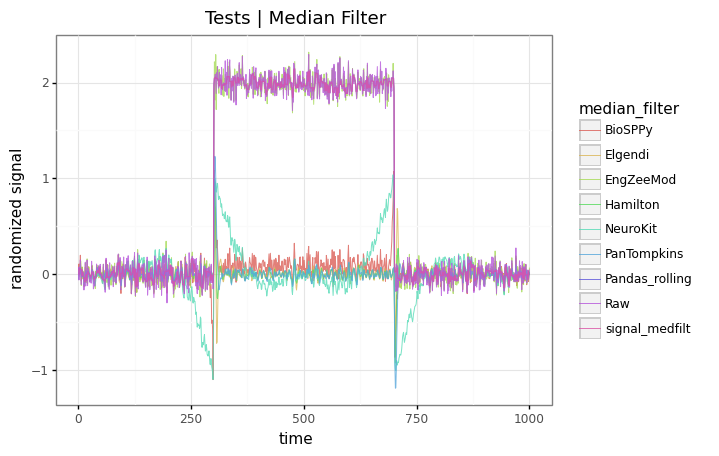 Tests | Median Filter
randomized signal
2
1
0
−1
0
250
500
750
1000
time
median_filter
BioSPPy
Elgendi
EngZeeMod
Hamilton
NeuroKit
PanTompkins
Pandas_rolling
Raw
signal_medfilt